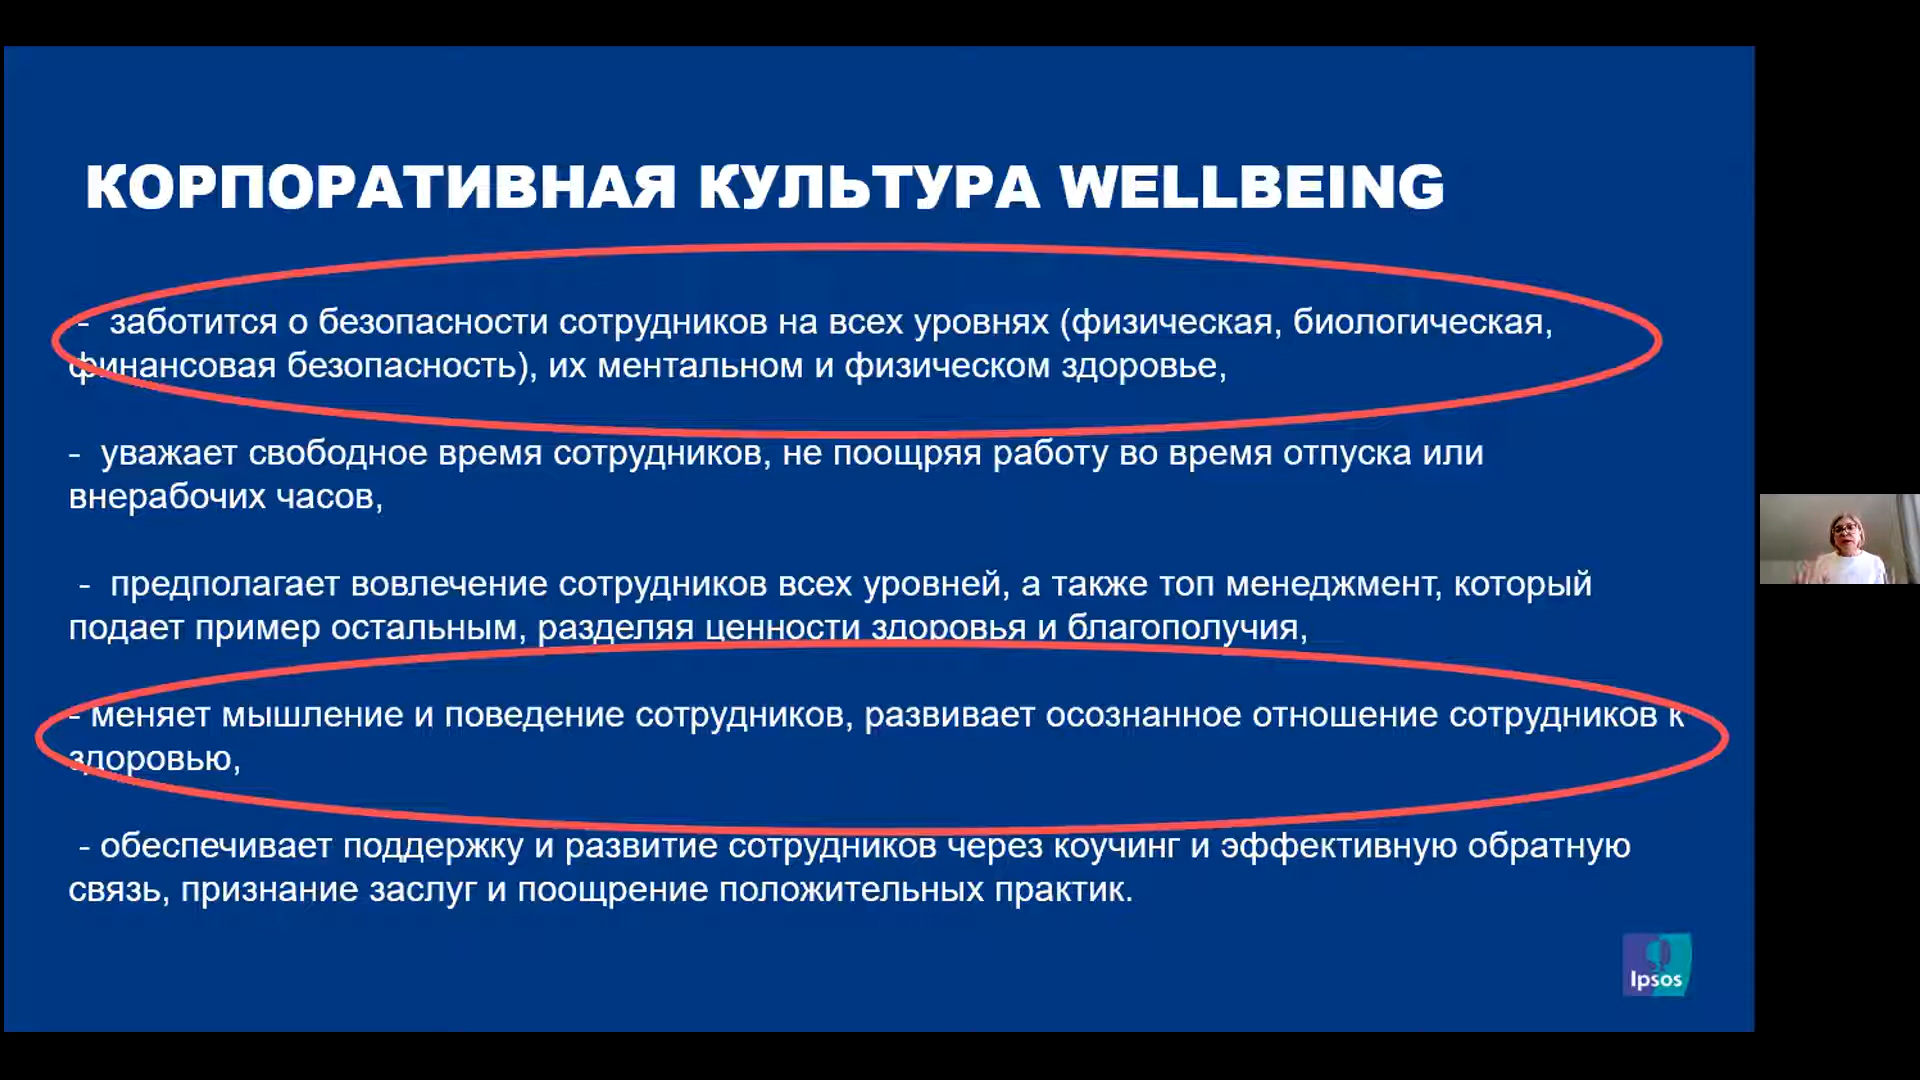 КОРПОРАТИВНАЯ КУЛЬТУРА WELLBEING
- заботится о безопасности сотрудников на всех уровнях (физическая, биологическая,
финансовая безопасность), их ментальном и физическом здоровье,
- уважает свободное время сотрудников, не поощряя работу во время отпуска или
внерабочих часов,
- предполагает вовлечение сотрудников всех уровней, а также топ менеджмент, который
подает пример остальным, разделяя ценности здоровья и благополучия,
- меняет мышление и поведение сотрудников, развивает осознанное отношение сотрудников к
здоровью,
- обеспечивает поддержку и развитие сотрудников через коучинг и эффективную обратную
связь, признание заслуг и поощрение положительных практик.
Ipsos